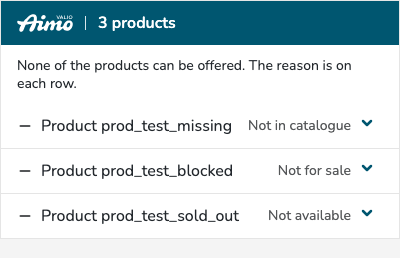 Aimo VALIO
3 products
None of the products can be offered. The reason is on
each row.
Product prod_test_missing Not in catalogue
Product prod_test_blocked Not for sale
Product prod_test_sold_out Not available